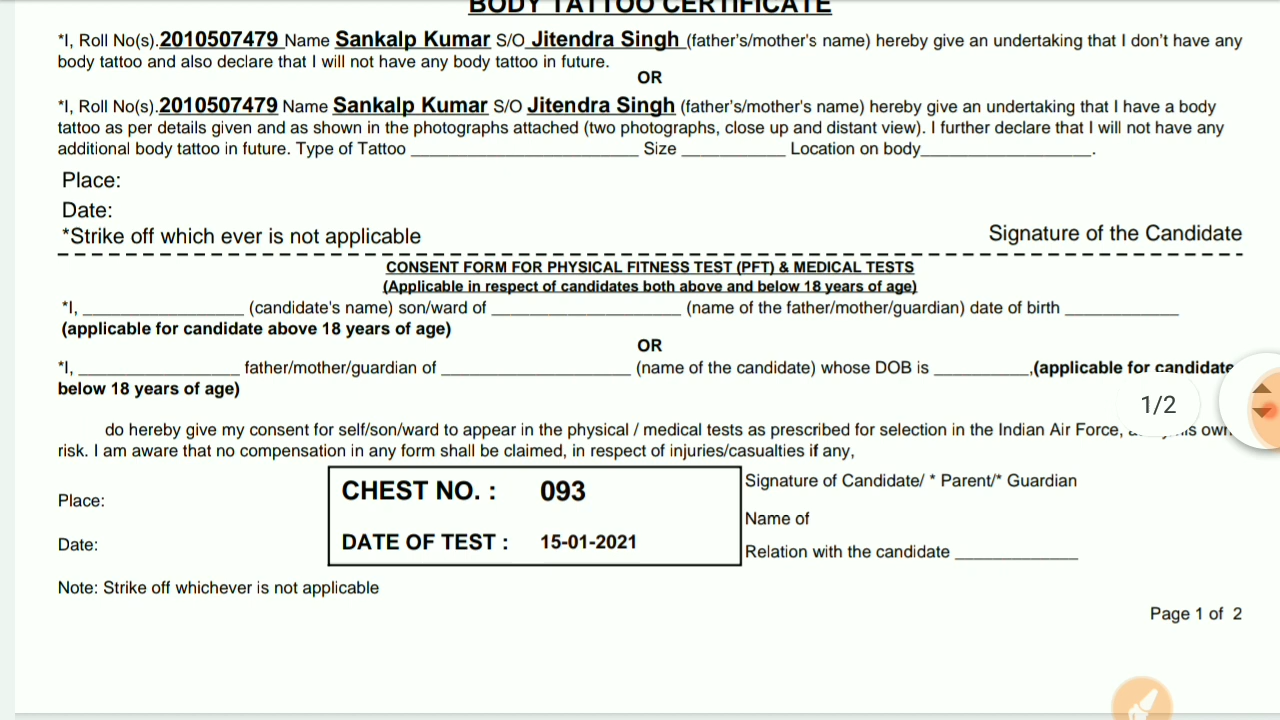 BODY TATTOO CERTIFICATE
*I, Roll No(s).2010507479 Name Sankalp Kumar S/O Jitendra Singh (father's/mother's name) hereby give an undertaking that I don't have any
body tattoo and also declare that I will not have any body tattoo in future.
OR
*I, Roll No(s).2010507479 Name Sankalp Kumar S/O Jitendra Singh (father's/mother's name) hereby give an undertaking that I have a body
tattoo as per details given and as shown in the photographs attached (two photographs, close up and distant view). I further declare that I will not have any
additional body tattoo in future. Type of Tattoo ________________________ Size ___________ Location on body__________________.
Place:
Date:
*Strike off which ever is not applicable Signature of the Candidate
CONSENT FORM FOR PHYSICAL FITNESS TEST (PFT) & MEDICAL TESTS
(Applicable in respect of candidates both above and below 18 years of age)
*I, _________________ (candidate's name) son/ward of ____________________ (name of the father/mother/guardian) date of birth ____________
(applicable for candidate above 18 years of age)
OR
*I, _________________ father/mother/guardian of ____________________ (name of the candidate) whose DOB is __________,(applicable for candidate
below 18 years of age)
1/2
do hereby give my consent for self/son/ward to appear in the physical / medical tests as prescribed for selection in the Indian Air Force, own
risk. I am aware that no compensation in any form shall be claimed, in respect of injuries/casualties if any,
CHEST NO. : 093
Signature of Candidate/ * Parent/* Guardian
Place:
Name of
DATE OF TEST : 15-01-2021
Date:
Relation with the candidate _____________
Note: Strike off whichever is not applicable
Page 1 of 2